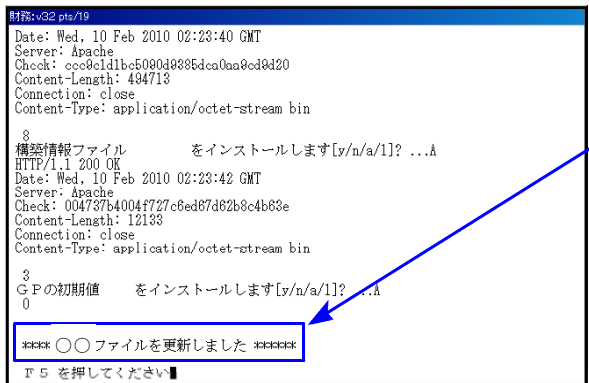 財務:v32 pts/19
Date: Wed, 10 Feb 2010 02:23:40 GMT
Server: Apache
Check: ccc9c1d1bc5090d9385dca0aa9cd9d20
Content-Length: 494713
Connection: close
Content-Type: application/octet-stream bin
8
構築情報ファイル をインストールします[y/n/a/l]? ...A
HTTP/1.1 200 OK
Date: Wed, 10 Feb 2010 02:23:42 GMT
Server: Apache
Check: 004737b4004f727c6ed67d62b8c4b63e
Content-Length: 12133
Connection: close
Content-Type: application/octet-stream bin
3
GPの初期値 をインストールします[y/n/a/l]? ...A
0
**** ○○ファイルを更新しました ******
F5 を押してください